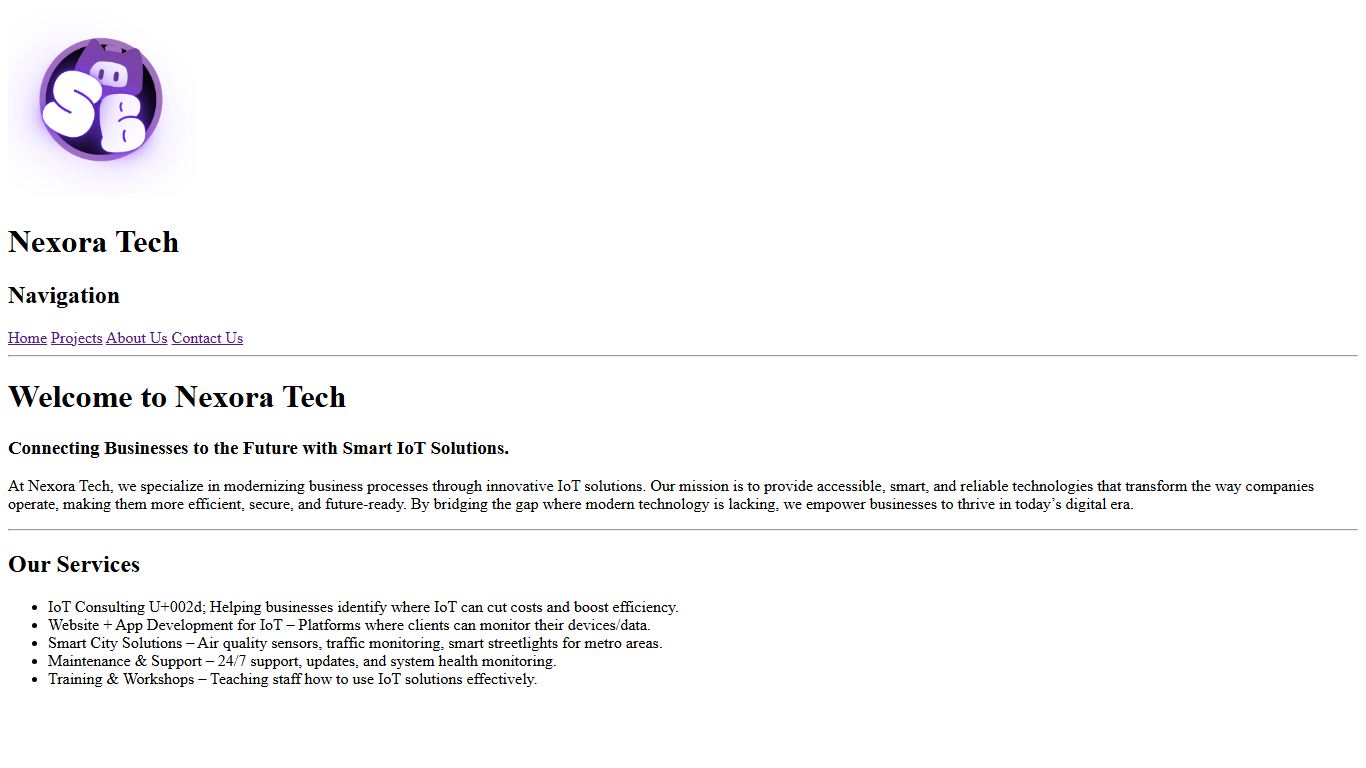 SB
Nexora Tech
Navigation
Home Projects About Us Contact Us
Welcome to Nexora Tech
Connecting Businesses to the Future with Smart IoT Solutions.
At Nexora Tech, we specialize in modernizing business processes through innovative IoT solutions. Our mission is to provide accessible, smart, and reliable technologies that transform the way companies
operate, making them more efficient, secure, and future-ready. By bridging the gap where modern technology is lacking, we empower businesses to thrive in today’s digital era.
Our Services
• IoT Consulting U+002d; Helping businesses identify where IoT can cut costs and boost efficiency.
• Website + App Development for IoT – Platforms where clients can monitor their devices/data.
• Smart City Solutions – Air quality sensors, traffic monitoring, smart streetlights for metro areas.
• Maintenance & Support – 24/7 support, updates, and system health monitoring.
• Training & Workshops – Teaching staff how to use IoT solutions effectively.